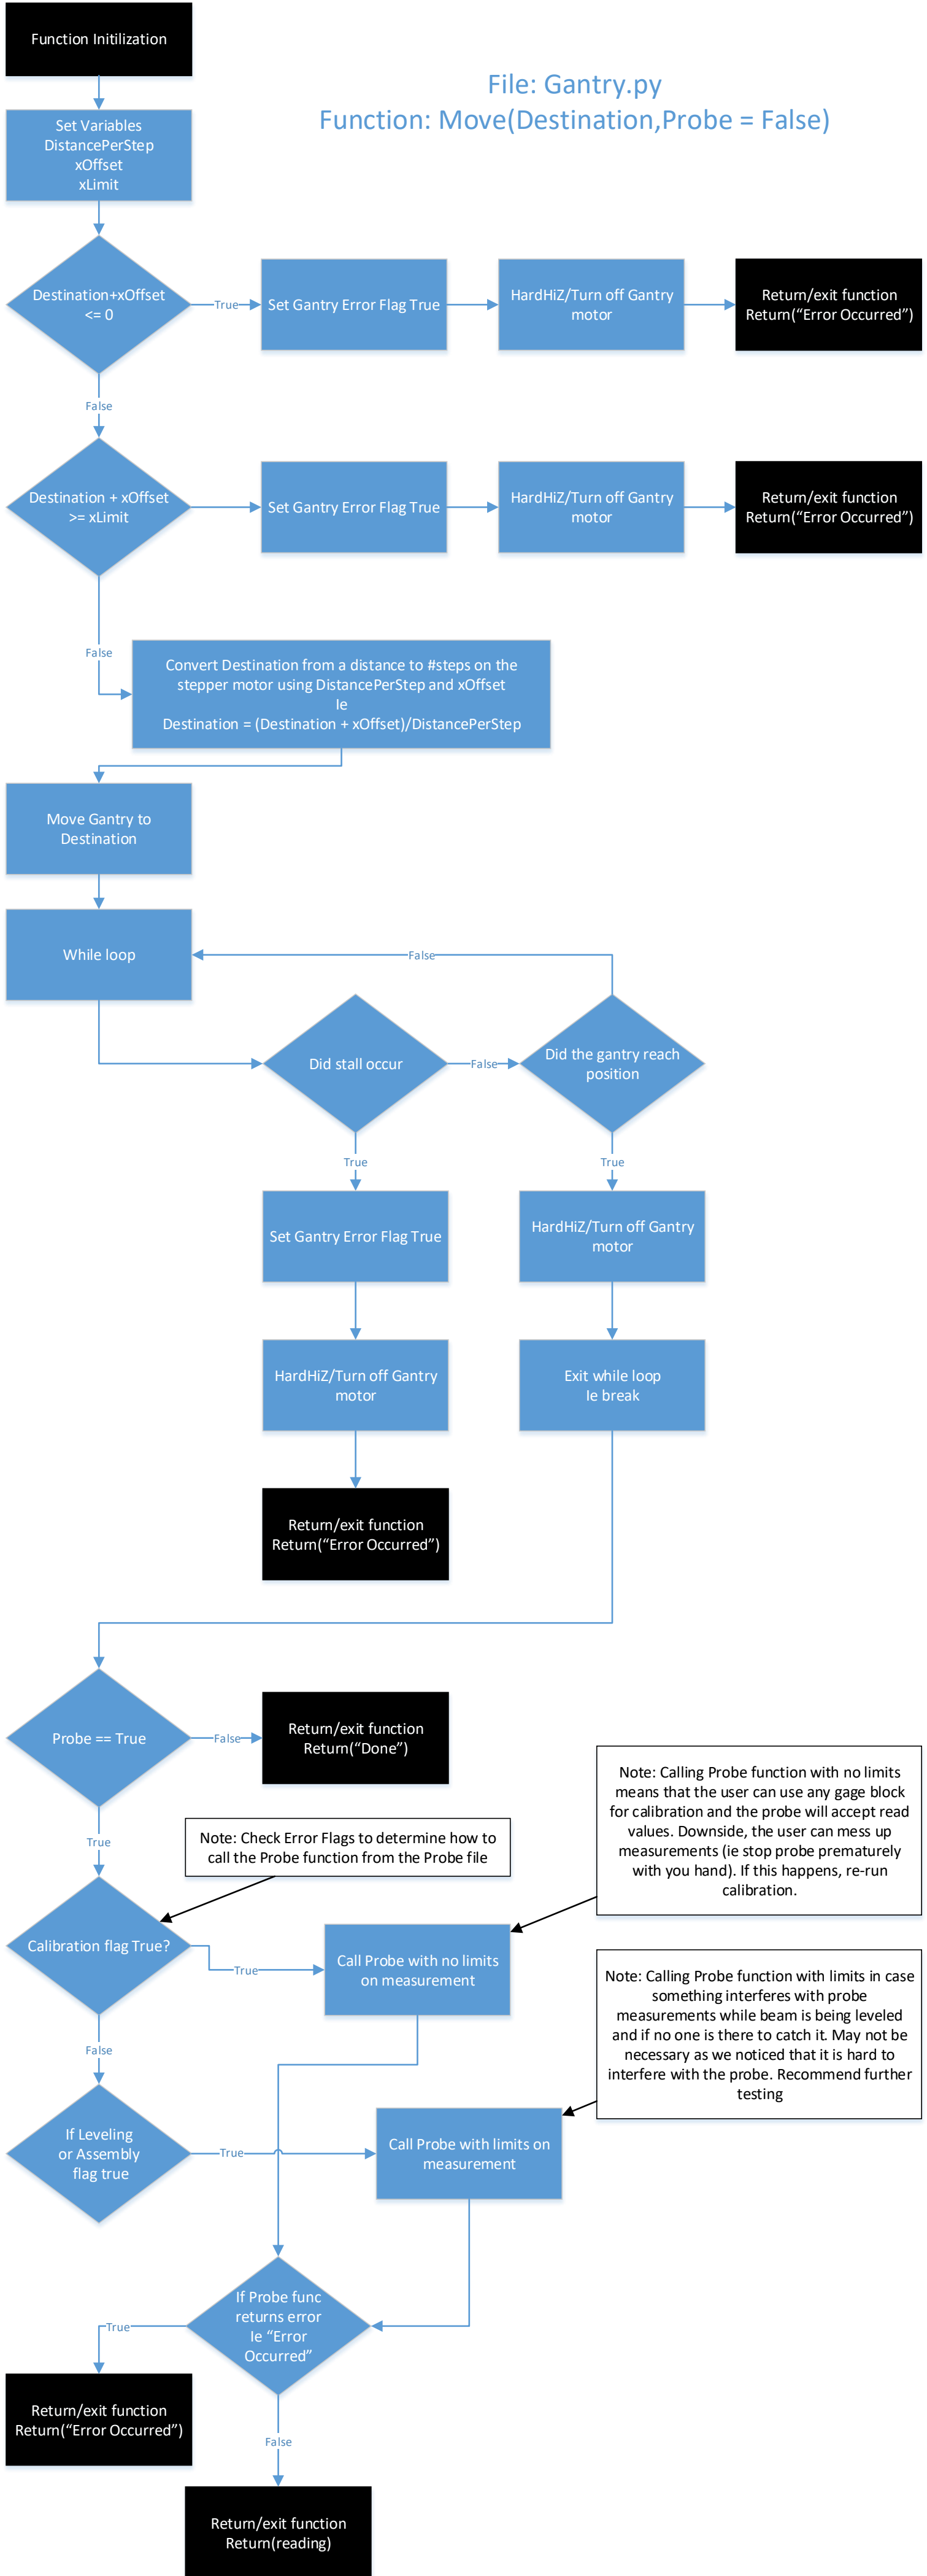 Function Initilization
File: Gantry.py
Function: Move(Destination,Probe = False)
Set Variables
DistancePerStep
xOffset
xLimit
Destination+xOffset
<= 0
True
Set Gantry Error Flag True
HardHiZ/Turn off Gantry
motor
Return/exit function
Return(“Error Occurred”)
False
Destination + xOffset
>= xLimit
Set Gantry Error Flag True
HardHiZ/Turn off Gantry
motor
Return/exit function
Return(“Error Occurred”)
False
Convert Destination from a distance to #steps on the
stepper motor using DistancePerStep and xOffset
Ie
Destination = (Destination + xOffset)/DistancePerStep
Move Gantry to
Destination
While loop
False
Did stall occur
False
Did the gantry reach
position
True
True
Set Gantry Error Flag True
HardHiZ/Turn off Gantry
motor
HardHiZ/Turn off Gantry
motor
Exit while loop
Ie break
Return/exit function
Return(“Error Occurred”)
Probe == True
False
Return/exit function
Return(“Done”)
True
Note: Calling Probe function with no limits
means that the user can use any gage block
for calibration and the probe will accept read
values. Downside, the user can mess up
measurements (ie stop probe prematurely
with you hand). If this happens, re-run
calibration.
Note: Check Error Flags to determine how to
call the Probe function from the Probe file
Calibration flag True?
True
Call Probe with no limits
on measurement
Note: Calling Probe function with limits in case
something interferes with probe
measurements while beam is being leveled
and if no one is there to catch it. May not be
necessary as we noticed that it is hard to
interfere with the probe. Recommend further
testing
False
If Leveling
or Assembly
flag true
True
Call Probe with limits on
measurement
If Probe func
returns error
Ie “Error
Occurred”
True
Return/exit function
Return(“Error Occurred”)
False
Return/exit function
Return(reading)